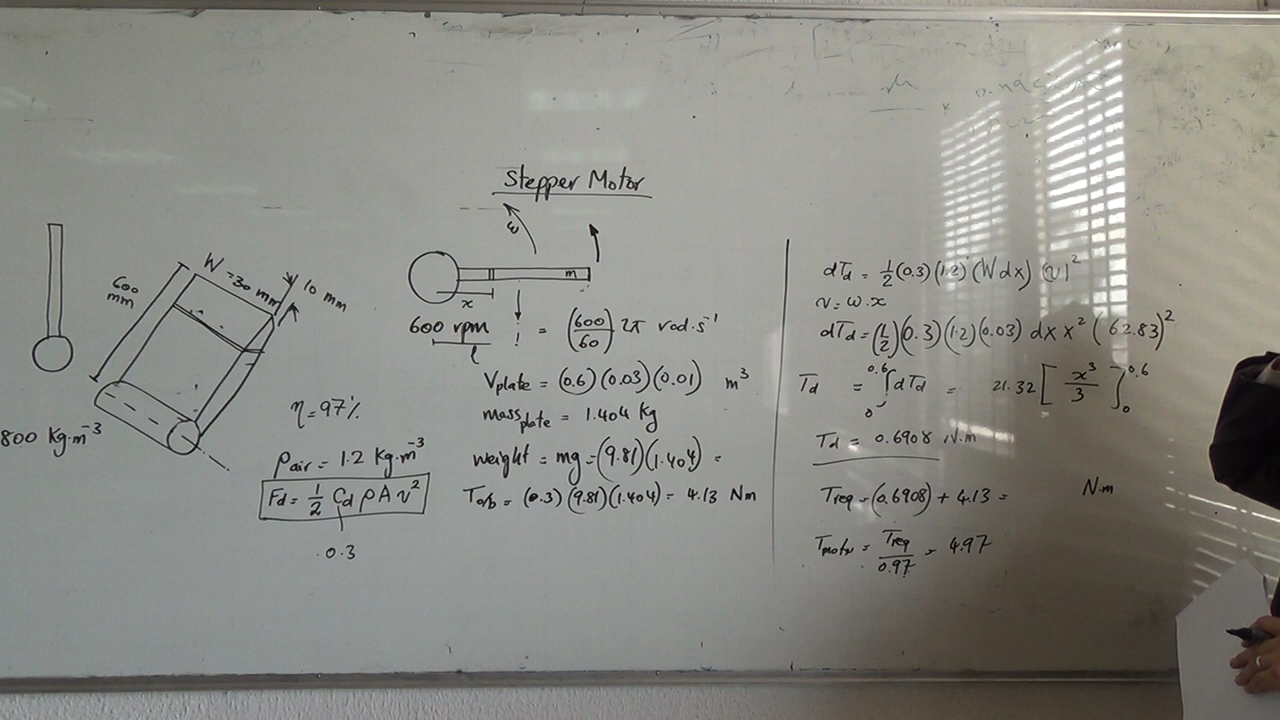 Stepper Motor
600 mm
W = 30 mm
10 mm
800 Kg·m⁻³
η = 97%
ρair = 1.2 Kg·m⁻³
Fd = 1/2 Cd ρ A v²
0.3
ω
m
x
600 rpm = (600/60) 2π rad·s⁻¹
l
Vplate = (0.6)(0.03)(0.01) m³
massplate = 1.404 Kg
weight = mg = (9.81)(1.404) =
= (0.3)(9.81)(1.404) = 4.13 Nm
dTd = 1/2 (0.3)(1.2)(W dx)(v)²
v = ω·x
dTd = (1/2)(0.3)(1.2)(0.03) dx x² (62.83)²
Td = ∫₀^0.6 dTd = 21.32 [x³/3]₀^0.6
Td = 0.6908 N·m
Treq = (0.6908) + 4.13 = N·m
Tmotor = Treq/0.97 = 4.97